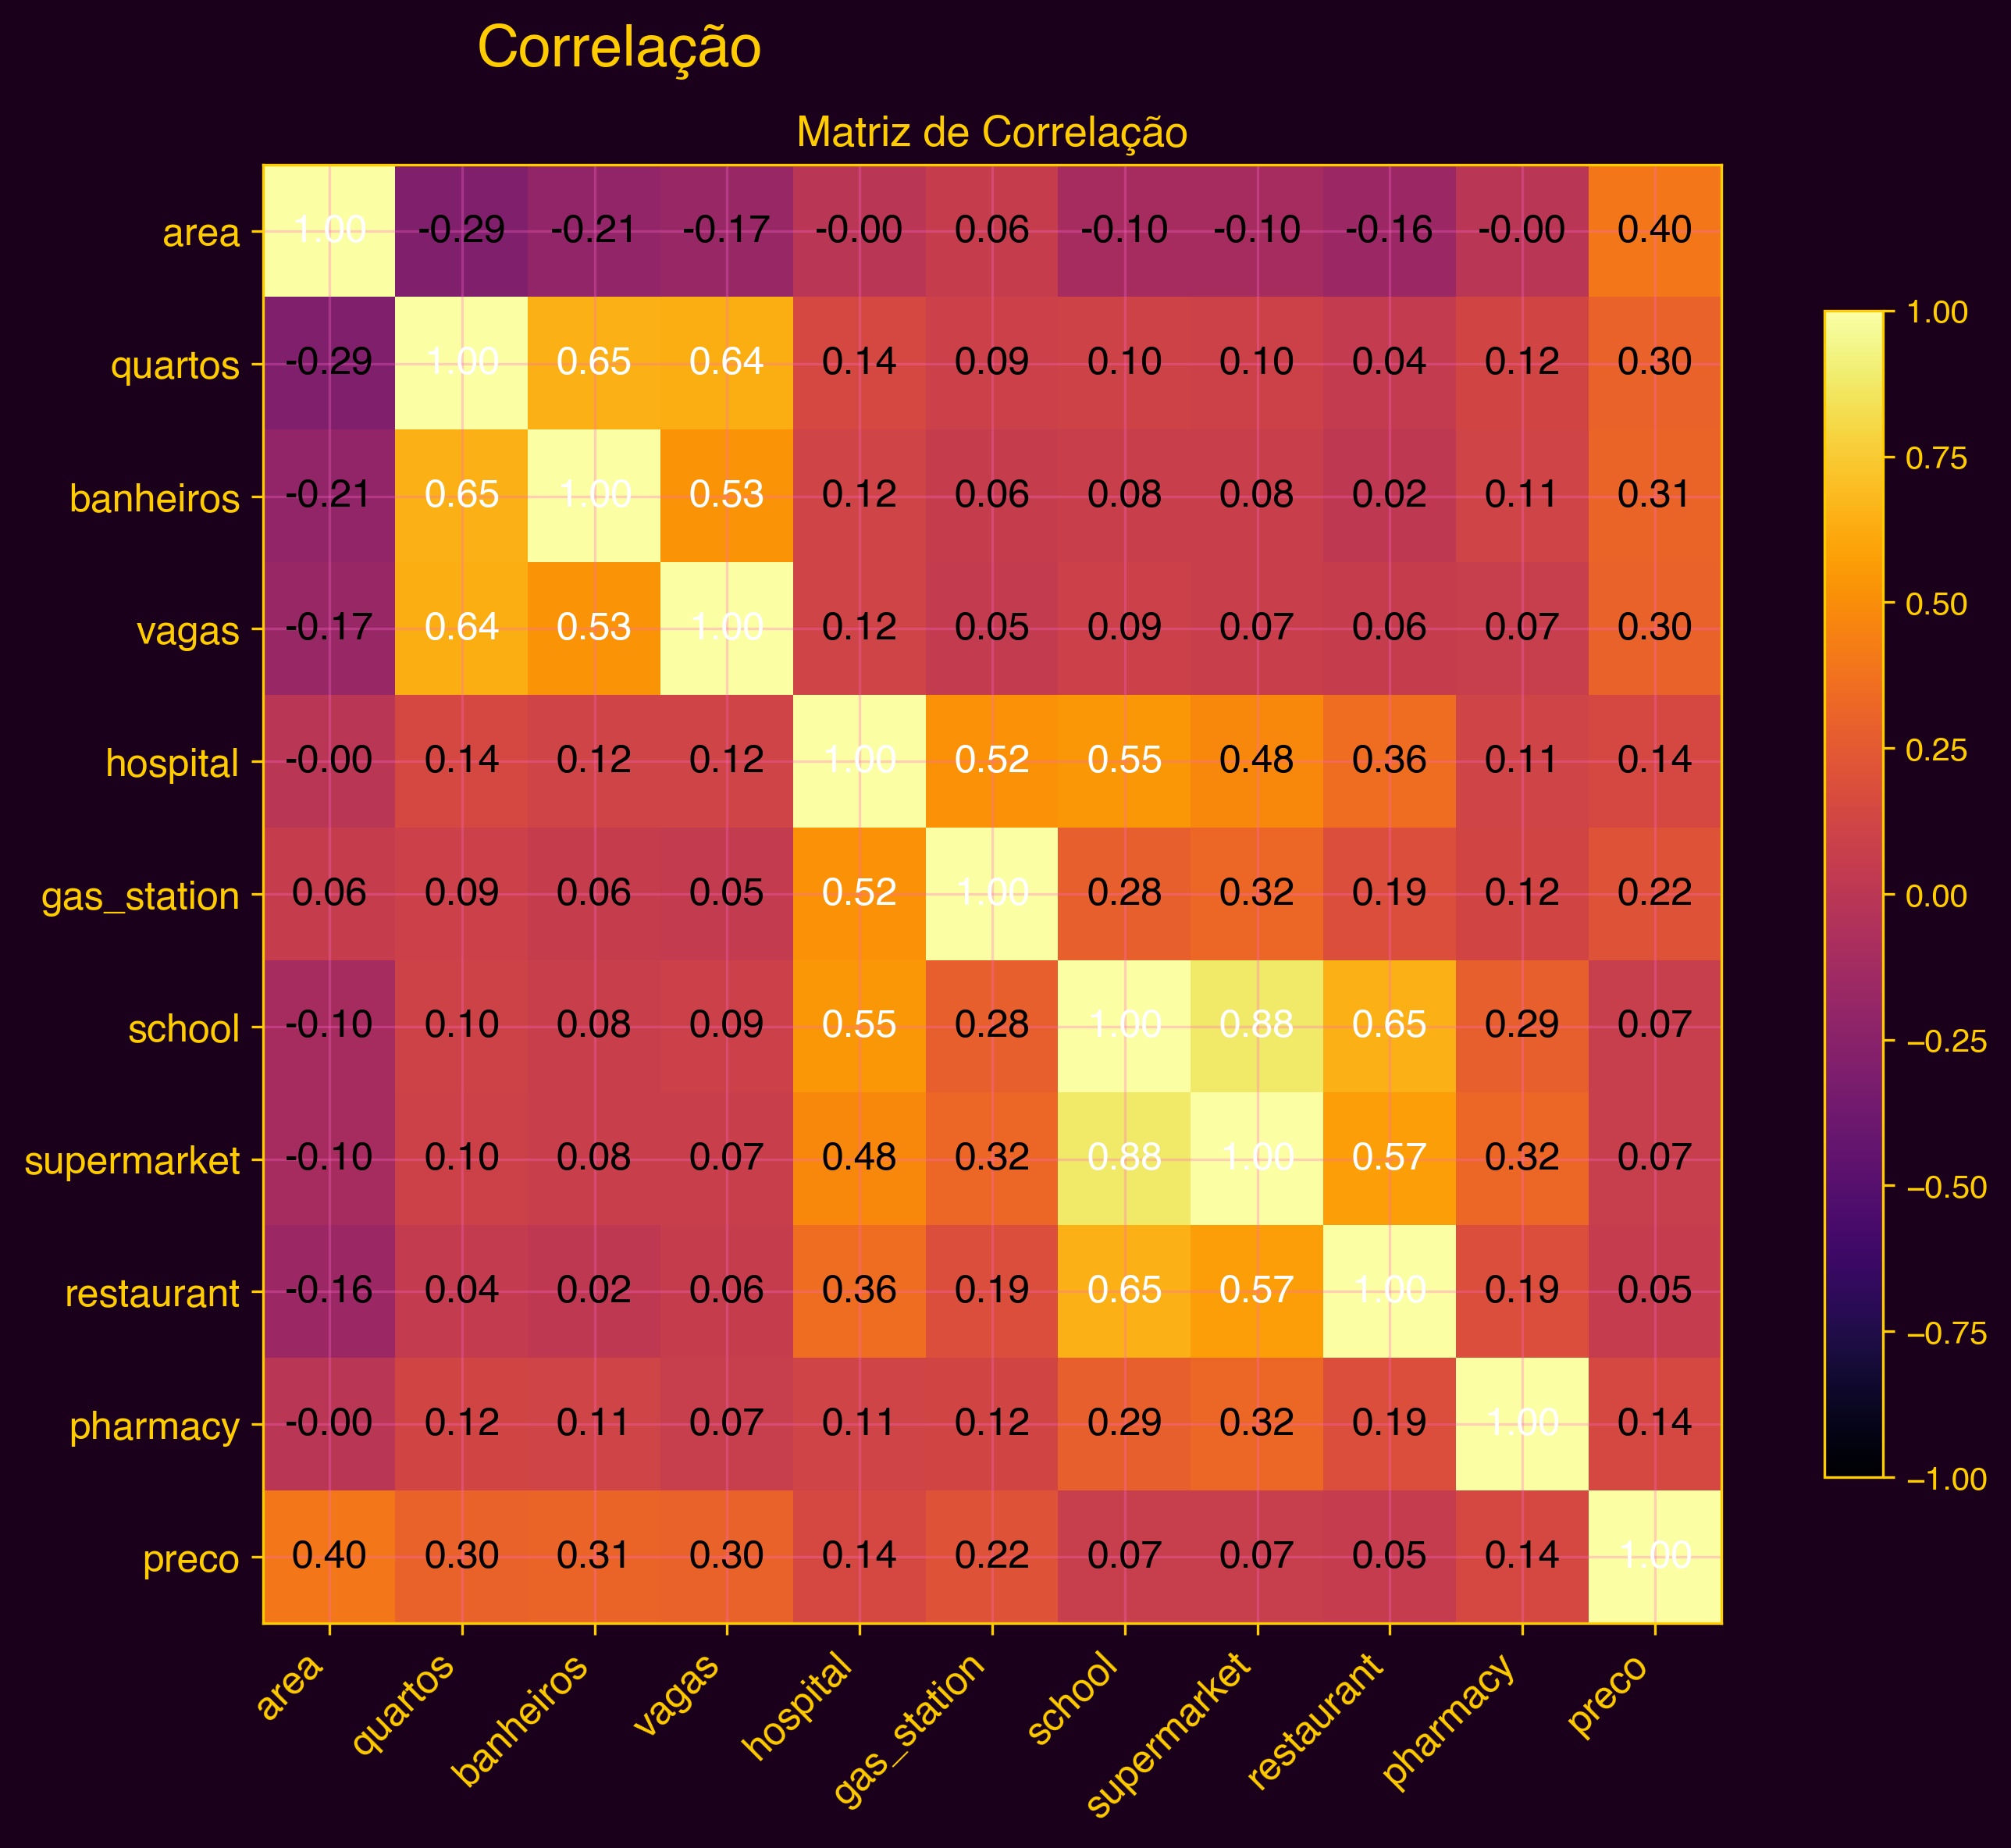 Correlação
Matriz de Correlação
area 1.00 -0.29 -0.21 -0.17 -0.00 0.06 -0.10 -0.10 -0.16 -0.00 0.40
quartos -0.29 1.00 0.65 0.64 0.14 0.09 0.10 0.10 0.04 0.12 0.30
banheiros -0.21 0.65 1.00 0.53 0.12 0.06 0.08 0.08 0.02 0.11 0.31
vagas -0.17 0.64 0.53 1.00 0.12 0.05 0.09 0.07 0.06 0.07 0.30
hospital -0.00 0.14 0.12 0.12 1.00 0.52 0.55 0.48 0.36 0.11 0.14
gas_station 0.06 0.09 0.06 0.05 0.52 1.00 0.28 0.32 0.19 0.12 0.22
school -0.10 0.10 0.08 0.09 0.55 0.28 1.00 0.88 0.65 0.29 0.07
supermarket -0.10 0.10 0.08 0.07 0.48 0.32 0.88 1.00 0.57 0.32 0.07
restaurant -0.16 0.04 0.02 0.06 0.36 0.19 0.65 0.57 1.00 0.19 0.05
pharmacy -0.00 0.12 0.11 0.07 0.11 0.12 0.29 0.32 0.19 1.00 0.14
preco 0.40 0.30 0.31 0.30 0.14 0.22 0.07 0.07 0.05 0.14 1.00
area quartos banheiros vagas hospital gas_station school supermarket restaurant pharmacy preco
1.00
0.75
0.50
0.25
0.00
−0.25
−0.50
−0.75
−1.00